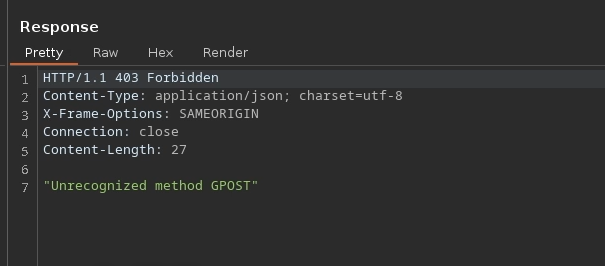 Response
Pretty Raw Hex Render
1 HTTP/1.1 403 Forbidden
2 Content-Type: application/json; charset=utf-8
3 X-Frame-Options: SAMEORIGIN
4 Connection: close
5 Content-Length: 27
6
7 "Unrecognized method GPOST"